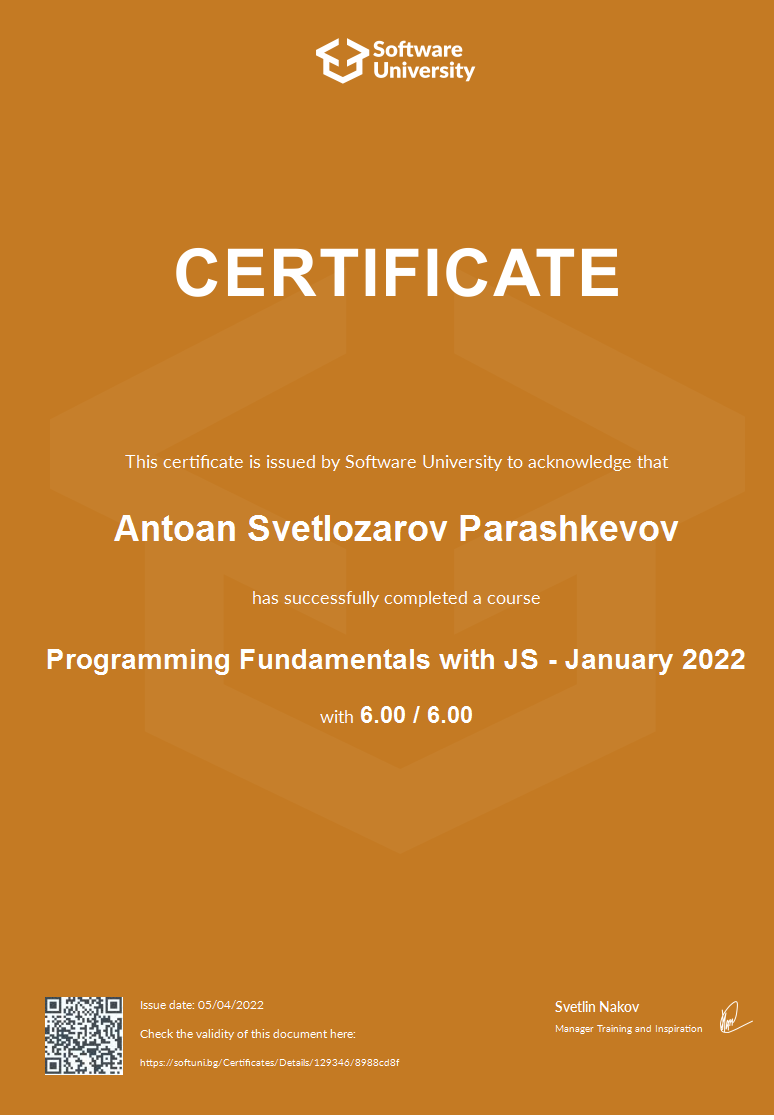 Software
University
CERTIFICATE
This certificate is issued by Software University to acknowledge that
Antoan Svetlozarov Parashkevov
has successfully completed a course
Programming Fundamentals with JS - January 2022
with 6.00 / 6.00
Issue date: 05/04/2022
Check the validity of this document here:
https://softuni.bg/Certificates/Details/129346/8988cd8f
Svetlin Nakov
Manager Training and Inspiration